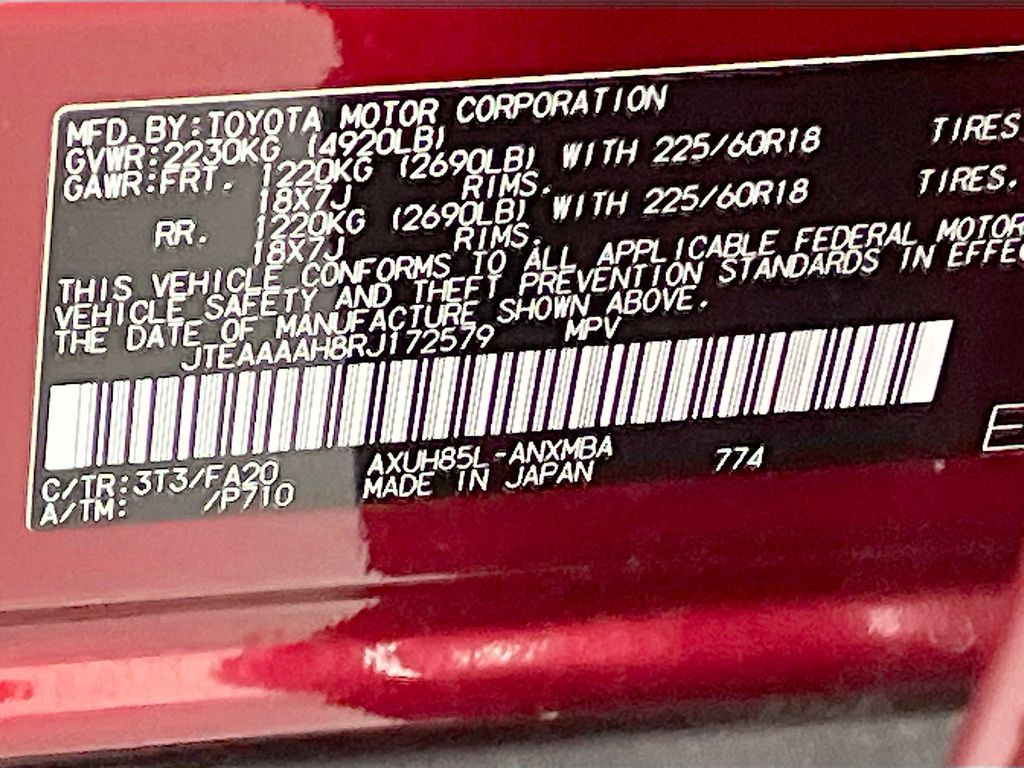 MFD. BY: TOYOTA MOTOR CORPORATION
GVWR: 2230KG (4920LB)
GAWR: FRT. 1220KG (2690LB) WITH 225/60R18 TIRES
18X7J RIMS.
RR. 1220KG (2690LB) WITH 225/60R18 TIRES.
18X7J RIMS.
THIS VEHICLE CONFORMS TO ALL APPLICABLE FEDERAL MOTOR
VEHICLE SAFETY AND THEFT PREVENTION STANDARDS IN EFFEC
THE DATE OF MANUFACTURE SHOWN ABOVE.
JTEAAAAH8RJ172579 MPV
C/TR: 3T3/FA20 AXUH85L-ANXMBA 774
A/TM: /P710 MADE IN JAPAN